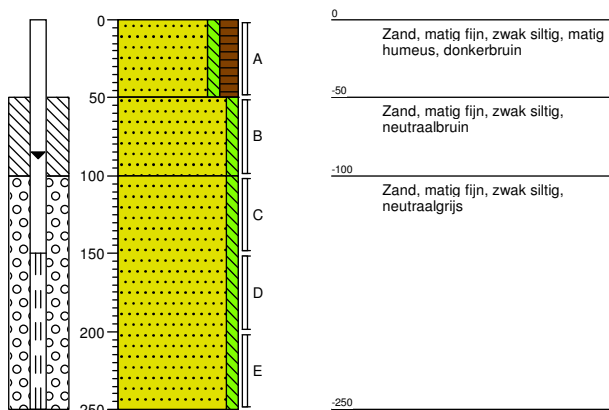 0
50
100
150
200
250
A
B
C
D
E
0
Zand, matig fijn, zwak siltig, matig
humeus, donkerbruin
-50
Zand, matig fijn, zwak siltig,
neutraalbruin
-100
Zand, matig fijn, zwak siltig,
neutraalgrijs
-250